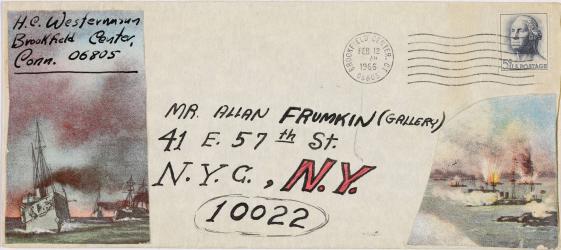 H.C. Westermann
Brookfield Center,
Conn. 06805
BROOKFIELD CENTER, CT.
FEB 12
1966
06805
5¢ U.S. POSTAGE
MR. ALLAN FRUMKIN (GALLERY)
41 E. 57th St.
N.Y.C., N.Y.
10022